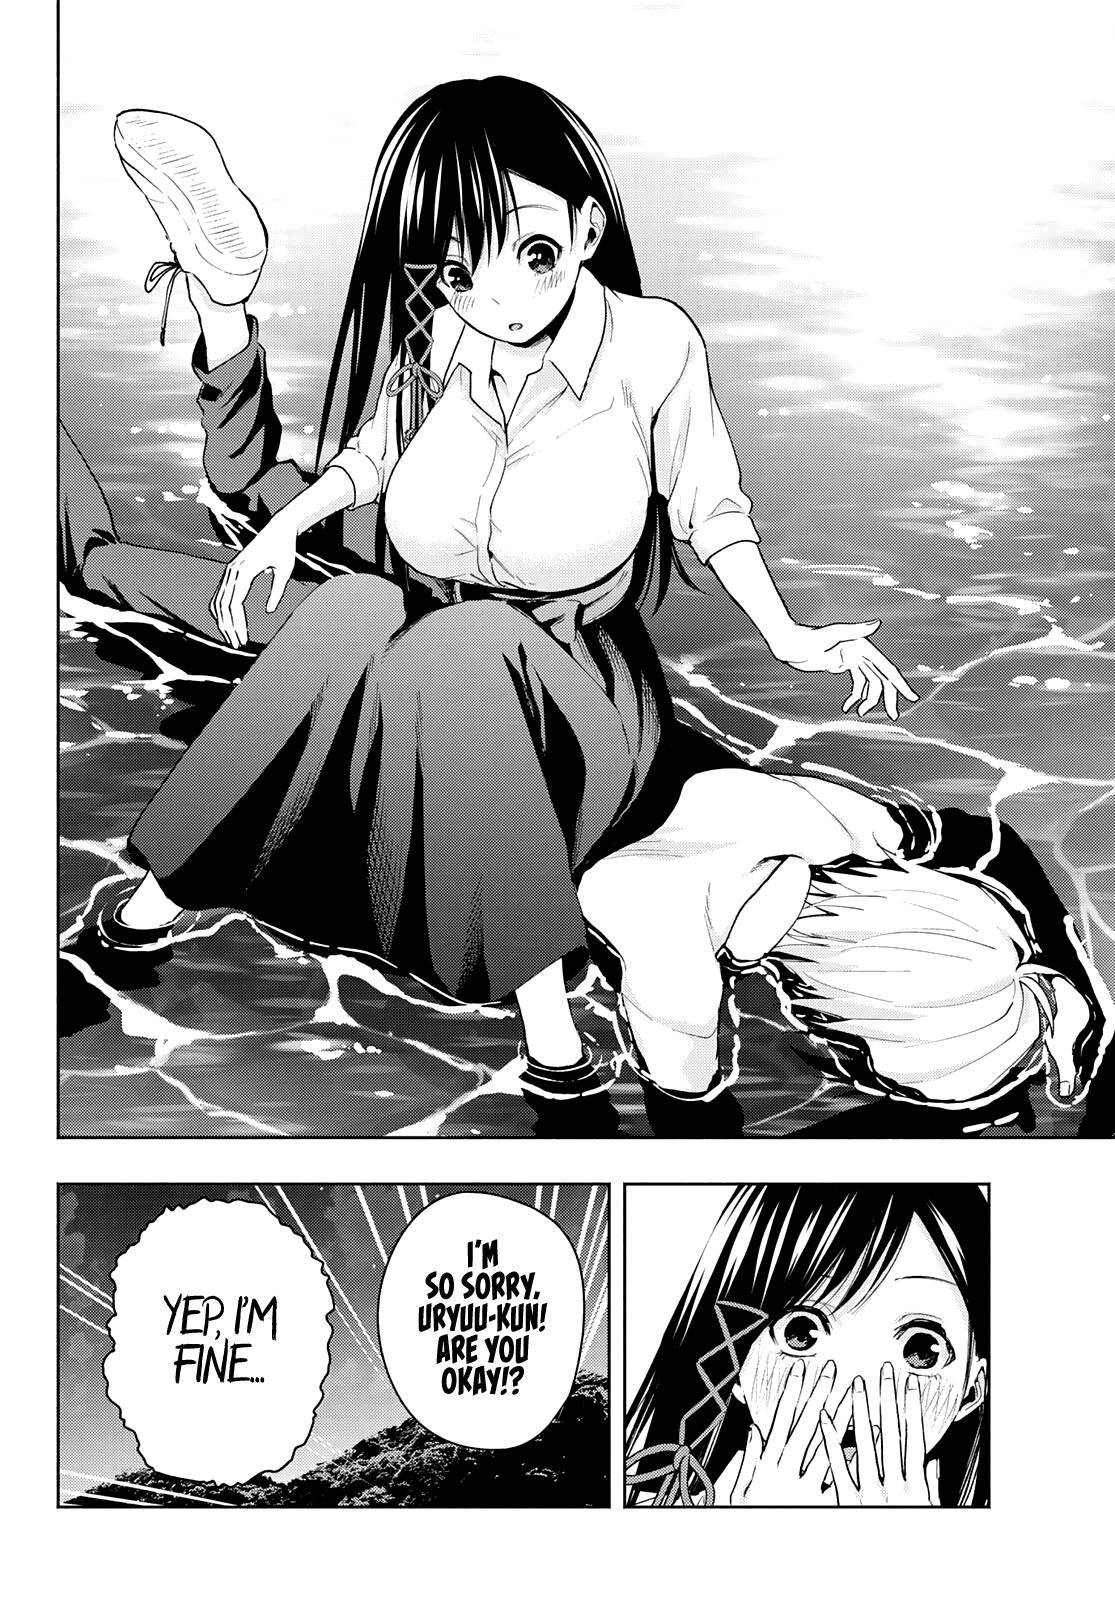 I'M
SO SORRY,
URYUU-KUN!
ARE YOU
OKAY!?
YEP, I'M
FINE...